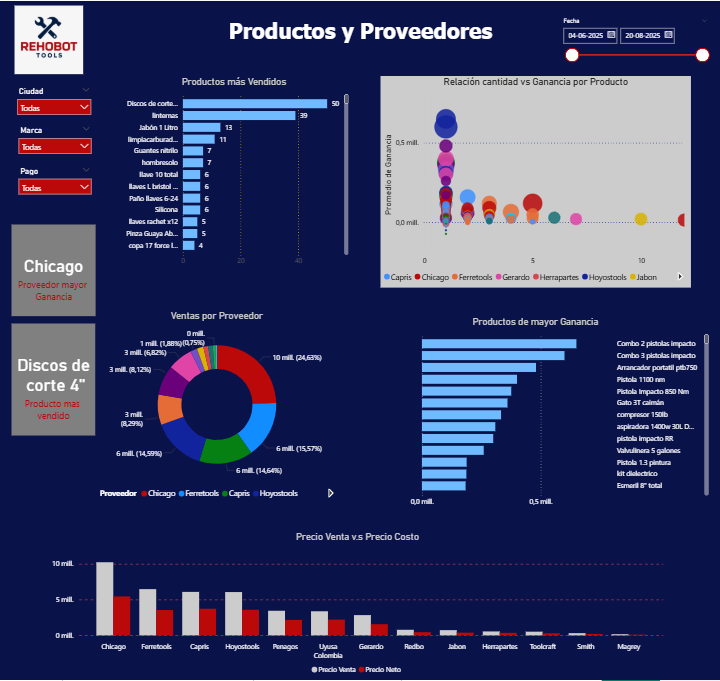 REHOBOT
TOOLS
Productos y Proveedores
Fecha
04-06-2025
20-08-2025
Ciudad
Todas
Marca
Todas
Pago
Todas
Chicago
Proveedor mayor
Ganancia
Discos de
corte 4"
Producto mas
vendido
Productos más Vendidos
Discos de corte... 50
linternas 39
Jabón 1 Litro 13
limpiacarburad... 11
Guantes nitrilo 7
hombresolo 7
llave 10 total 6
llaves L bristol ... 6
Paño llaves 6-24 6
Silicona 6
llaves rachet x12 5
Pinza Guaya Ab... 5
copa 17 force l... 4
0 20 40
Relación cantidad vs Ganancia por Producto
Promedio de Ganancia
0,5 mill.
0,0 mill.
0 5 10
Capris Chicago Ferretools Gerardo Herrapartes Hoyostools Jabon
Ventas por Proveedor
0 mill.
(0,75%)
1 mill. (1,88%)
3 mill. (6,82%)
3 mill. (8,12%)
3 mill.
(8,29%)
6 mill. (14,59%)
6 mill. (14,64%)
6 mill. (15,57%)
10 mill. (24,63%)
Proveedor Chicago Ferretools Capris Hoyostools
Productos de mayor Ganancia
Combo 2 pistolas impacto
Combo 3 pistolas impacto
Arrancador portatil ptb750
Pistola 1100 nm
Pistola Impacto 850 Nm
Gato 3T caimán
compresor 150lb
aspiradora 1400w 30L D...
pistola impacto RR
Valvulinera 5 galones
Pistola 1.3 pintura
kit dielectrico
Esmeril 8" total
0,0 mill. 0,5 mill.
Precio Venta v.s Precio Costo
10 mill.
5 mill.
0 mill.
Chicago Ferretools Capris Hoyostools Penagos Uyusa Gerardo Redbo Jabon Herrapartes Toolcraft Smith Magrey
Colombia
Precio Venta Precio Neto